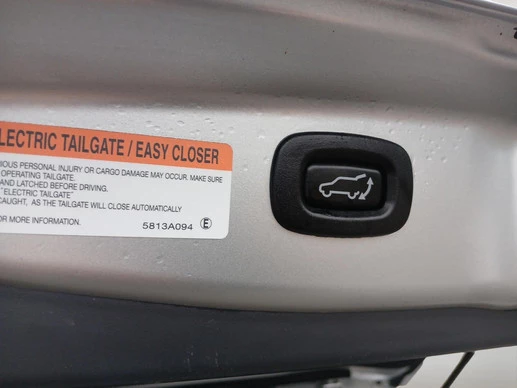 LECTRIC TAILGATE / EASY CLOSER
IOUS PERSONAL INJURY OR CARGO DAMAGE MAY OCCUR. MAKE SURE
OPERATING TAILGATE.
AND LATCHED BEFORE DRIVING.
"ELECTRIC TAILGATE"
CAUGHT, AS THE TAILGATE WILL CLOSE AUTOMATICALLY
OR MORE INFORMATION.
5813A094 E